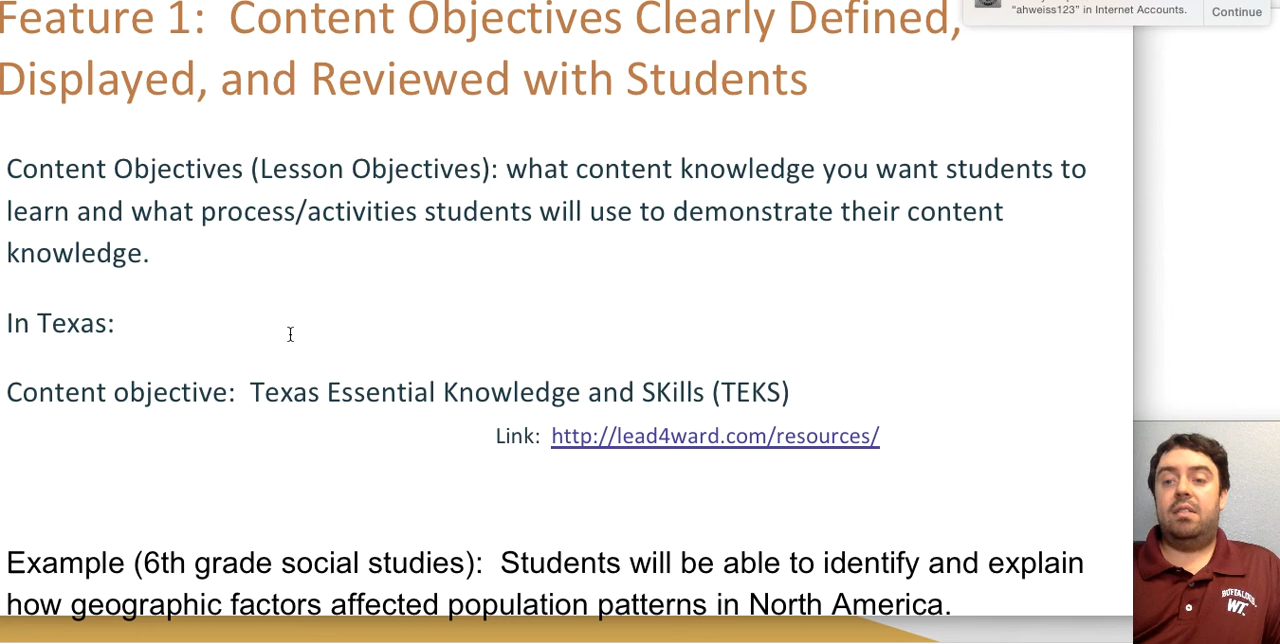 Feature 1: Content Objectives Clearly Defined,
Displayed, and Reviewed with Students
"ahweiss123" in Internet Accounts.
Continue
Content Objectives (Lesson Objectives): what content knowledge you want students to
learn and what process/activities students will use to demonstrate their content
knowledge.
In Texas:
Content objective: Texas Essential Knowledge and SKills (TEKS)
Link: http://lead4ward.com/resources/
Example (6th grade social studies): Students will be able to identify and explain
how geographic factors affected population patterns in North America.
BUFFALOES
WT